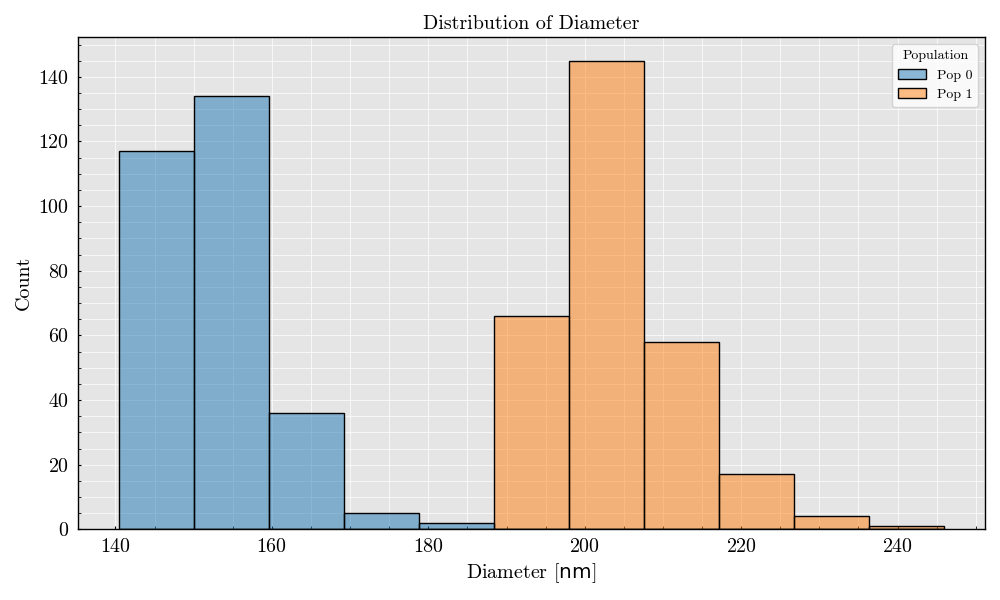 Distribution of Diameter
Population
Pop 0
Pop 1
140
120
100
80
60
40
20
0
Count
140 160 180 200 220 240
Diameter [nm]